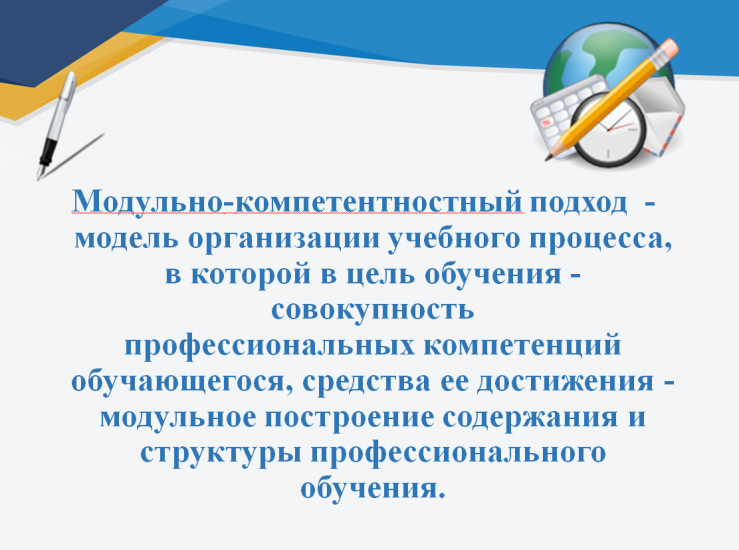 Модульно-компетентностный подход -
модель организации учебного процесса,
в которой в цель обучения -
совокупность
профессиональных компетенций
обучающегося, средства ее достижения -
модульное построение содержания и
структуры профессионального
обучения.